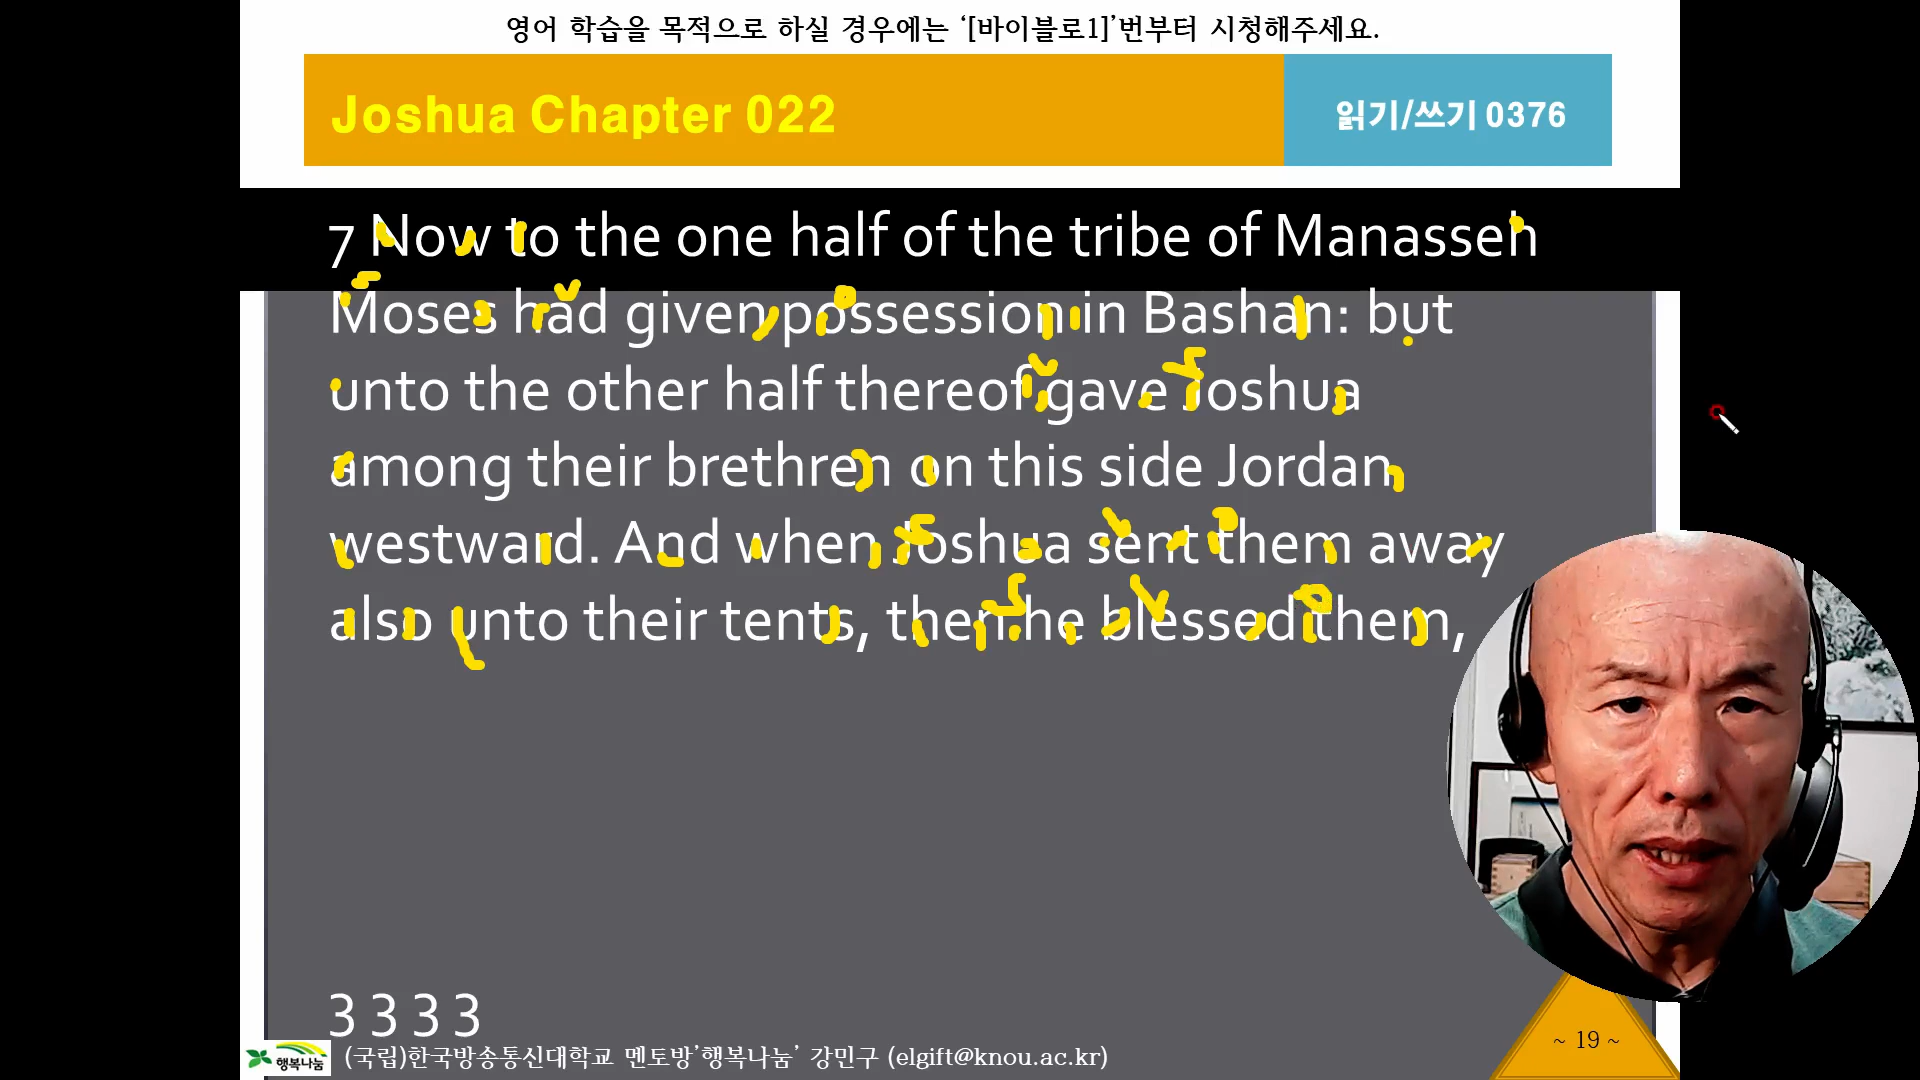 영어 학습을 목적으로 하실 경우에는 ‘[바이블로1]’번부터 시청해주세요.
Joshua Chapter 022
읽기/쓰기 0376
7 Now to the one half of the tribe of Manasseh
Moses had given possession in Bashan: but
unto the other half thereof gave Joshua
among their brethren on this side Jordan
westward. And when Joshua sent them away
also unto their tents, then he blessed them,
3 3 3 3
행복나눔
(국립)한국방송통신대학교 멘토방’행복나눔’ 강민구 (elgift@knou.ac.kr)
~ 19 ~